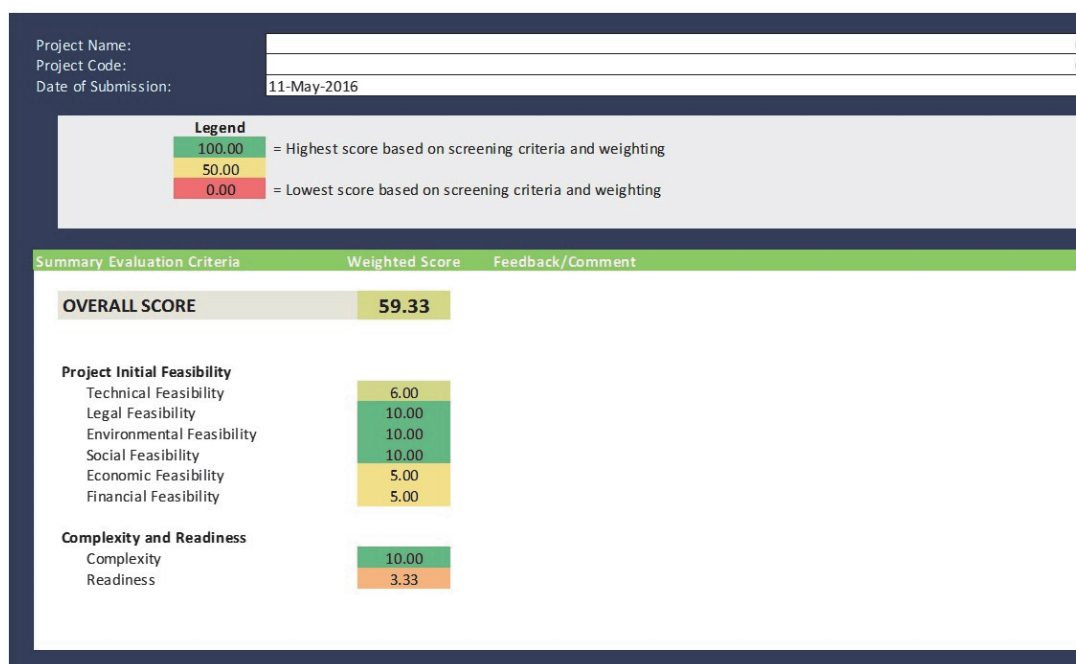 Project Name:
Project Code:
Date of Submission: 11-May-2016
Legend
100.00 = Highest score based on screening criteria and weighting
50.00
0.00 = Lowest score based on screening criteria and weighting
Summary Evaluation Criteria Weighted Score Feedback/Comment
OVERALL SCORE 59.33
Project Initial Feasibility
Technical Feasibility 6.00
Legal Feasibility 10.00
Environmental Feasibility 10.00
Social Feasibility 10.00
Economic Feasibility 5.00
Financial Feasibility 5.00
Complexity and Readiness
Complexity 10.00
Readiness 3.33